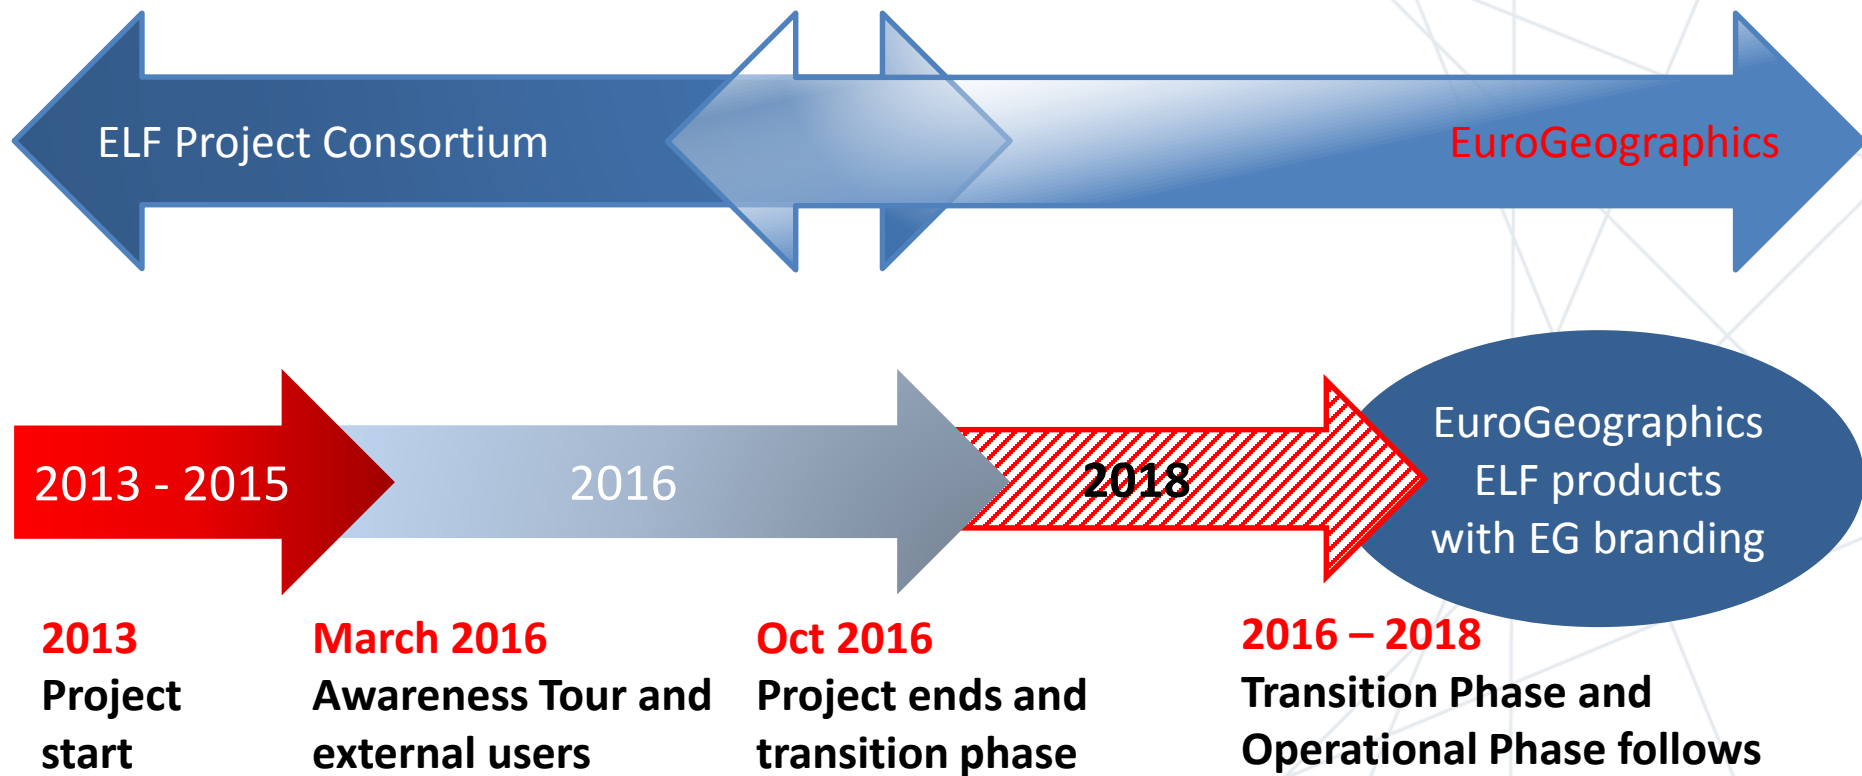 ELF Project Consortium
EuroGeographics
2013 - 2015
2016
2018
EuroGeographics
ELF products
with EG branding
2013
Project
start
March 2016
Awareness Tour and
external users
Oct 2016
Project ends and
transition phase
2016 – 2018
Transition Phase and
Operational Phase follows